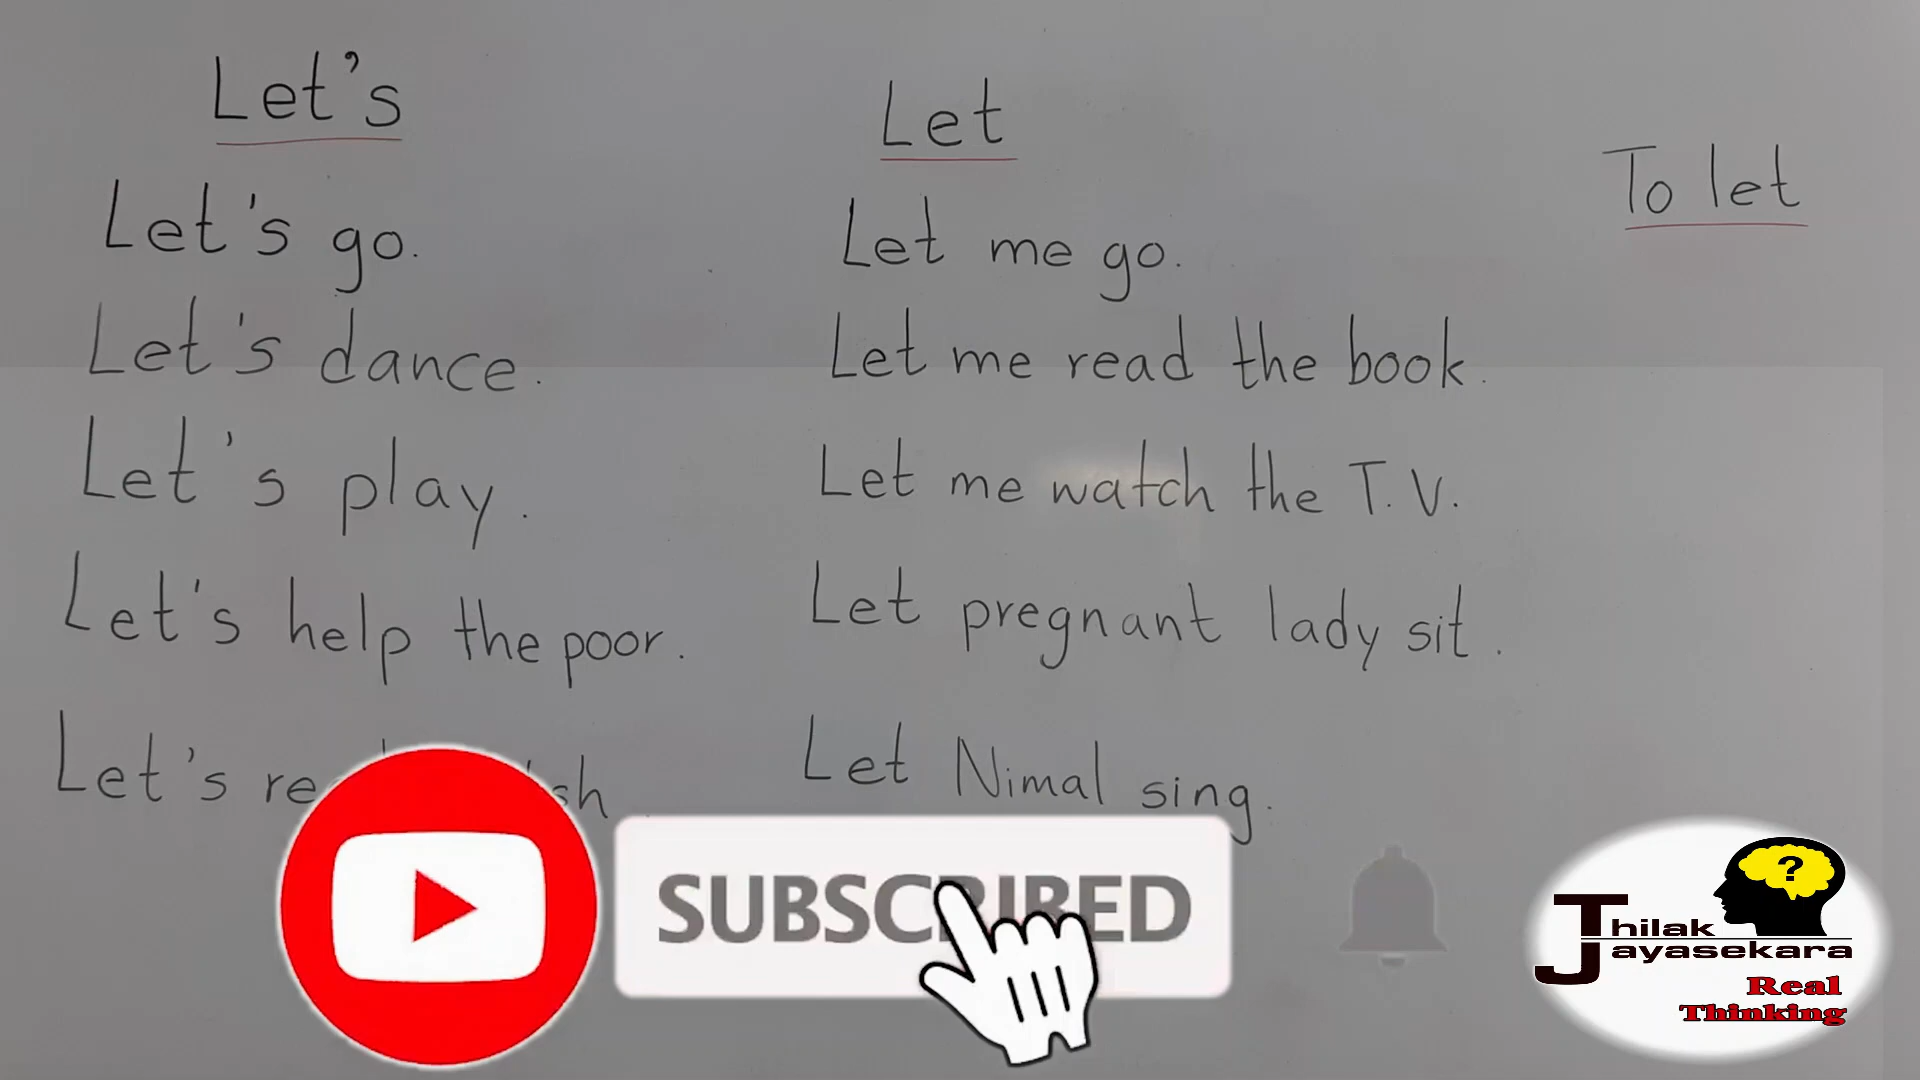 Let's
Let's go.
Let's dance.
Let's play.
Let's help the poor.
Let's
Let
Let me go.
Let me read the book.
Let me watch the T.V.
Let pregnant lady sit.
Let Nimal sing.
To let
SUBSCRIBED
Thilak
Jayasekara
Real
Thinking